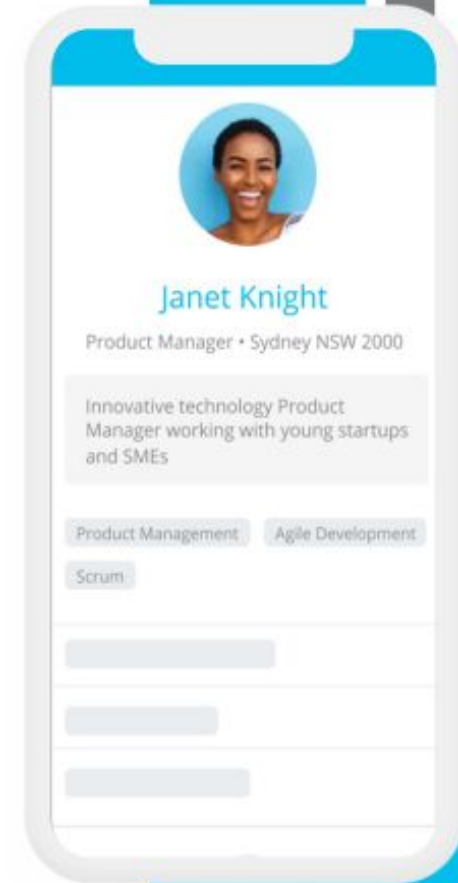 Janet Knight
Product Manager • Sydney NSW 2000
Innovative technology Product
Manager working with young startups
and SMEs
Product Management Agile Development
Scrum